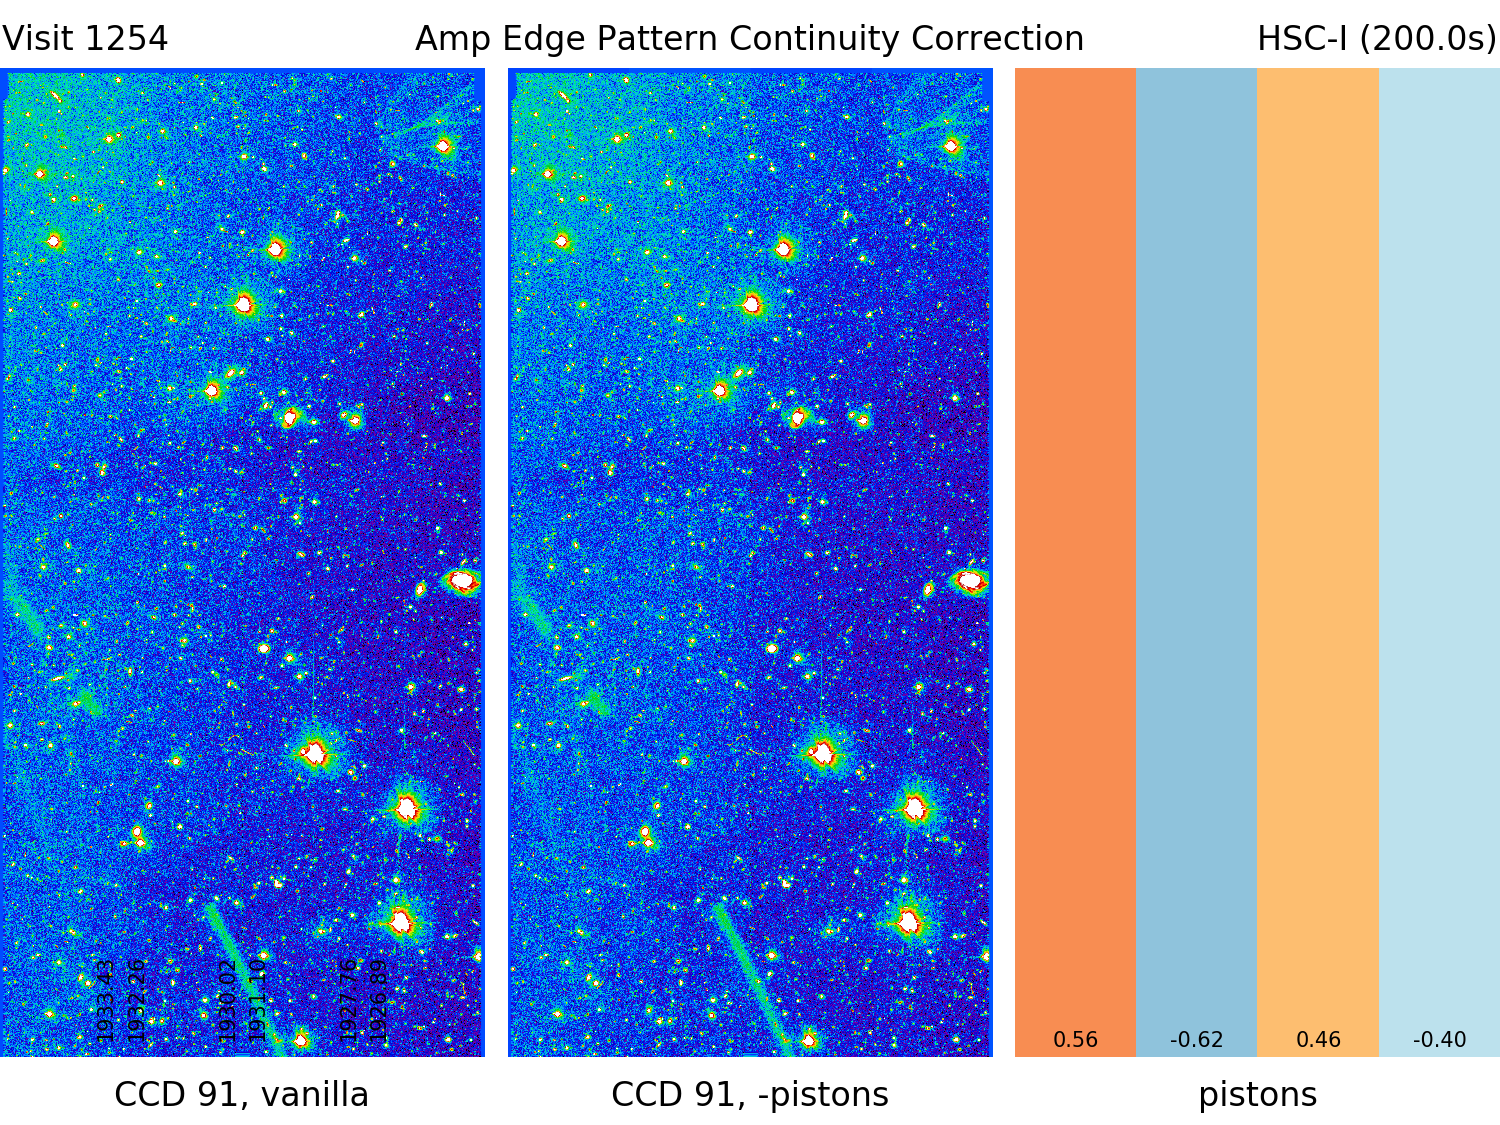 Visit 1254
Amp Edge Pattern Continuity Correction
HSC-I (200.0s)
1933.43
1932.26
1930.02
1931.10
1927.76
1926.89
0.56
-0.62
0.46
-0.40
CCD 91, vanilla
CCD 91, -pistons
pistons